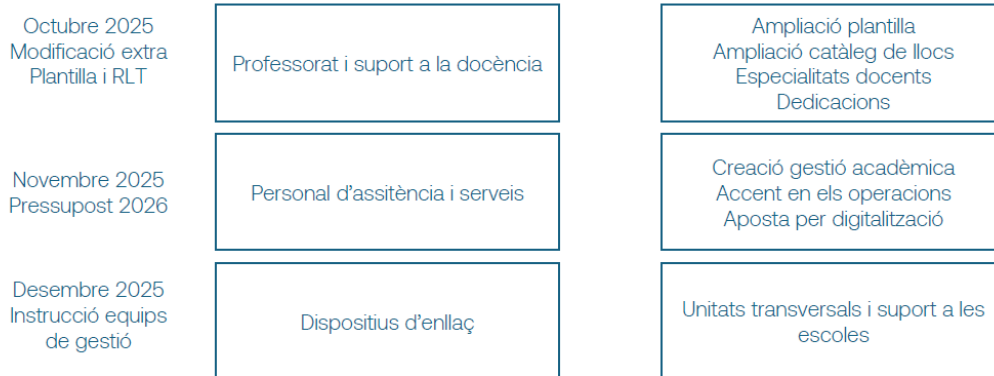 Octubre 2025
Modificació extra
Plantilla i RLT
Professorat i suport a la docència
Ampliació plantilla
Ampliació catàleg de llocs
Especialitats docents
Dedicacions
Novembre 2025
Pressupost 2026
Personal d'assitència i serveis
Creació gestió acadèmica
Accent en els operacions
Aposta per digitalització
Desembre 2025
Instrucció equips
de gestió
Dispositius d'enllaç
Unitats transversals i suport a les
escoles